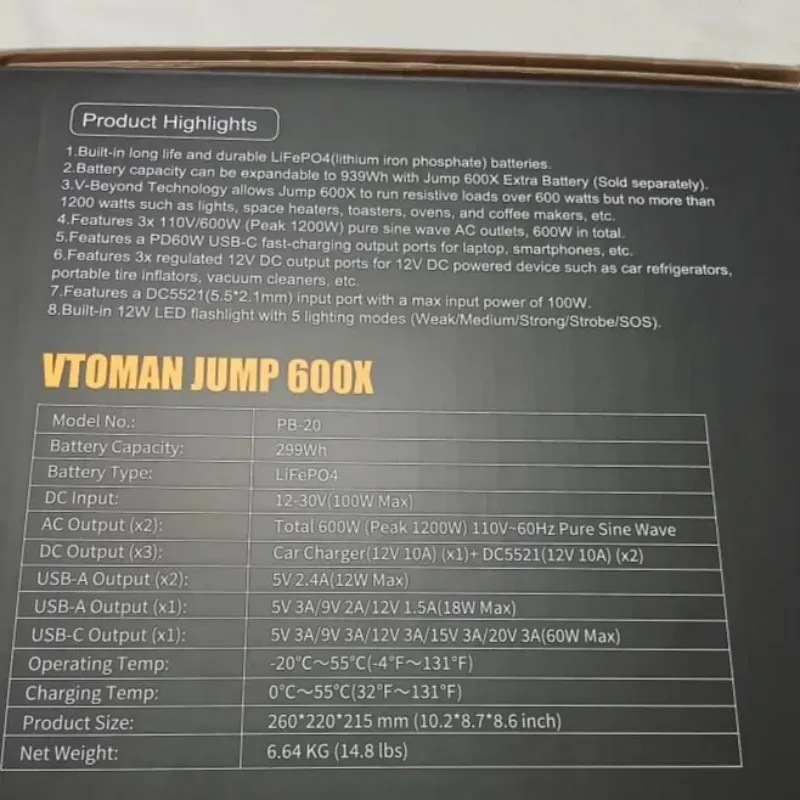 Product Highlights
1.Built-in long life and durable LiFePO4(lithium iron phosphate) batteries.
2.Battery capacity can be expandable to 939Wh with Jump 600X Extra Battery (Sold separately).
3.V-Beyond Technology allows Jump 600X to run resistive loads over 600 watts but no more than
1200 watts such as lights, space heaters, toasters, ovens, and coffee makers, etc.
4.Features 3x 110V/600W (Peak 1200W) pure sine wave AC outlets, 600W in total.
5.Features a PD60W USB-C fast-charging output ports for laptop, smartphones, etc.
6.Features 3x regulated 12V DC output ports for 12V DC powered device such as car refrigerators,
portable tire inflators, vacuum cleaners, etc.
7.Features a DC5521(5.5*2.1mm) input port with a max input power of 100W.
8.Built-in 12W LED flashlight with 5 lighting modes (Weak/Medium/Strong/Strobe/SOS).
VTOMAN JUMP 600X
Model No.: PB-20
Battery Capacity: 299Wh
Battery Type: LiFePO4
DC Input: 12-30V(100W Max)
AC Output (x2): Total 600W (Peak 1200W) 110V~60Hz Pure Sine Wave
DC Output (x3): Car Charger(12V 10A) (x1)+ DC5521(12V 10A) (x2)
USB-A Output (x2): 5V 2.4A(12W Max)
USB-A Output (x1): 5V 3A/9V 2A/12V 1.5A(18W Max)
USB-C Output (x1): 5V 3A/9V 3A/12V 3A/15V 3A/20V 3A(60W Max)
Operating Temp: -20°C～55°C(-4°F～131°F)
Charging Temp: 0°C～55°C(32°F～131°F)
Product Size: 260*220*215 mm (10.2*8.7*8.6 inch)
Net Weight: 6.64 KG (14.8 lbs)